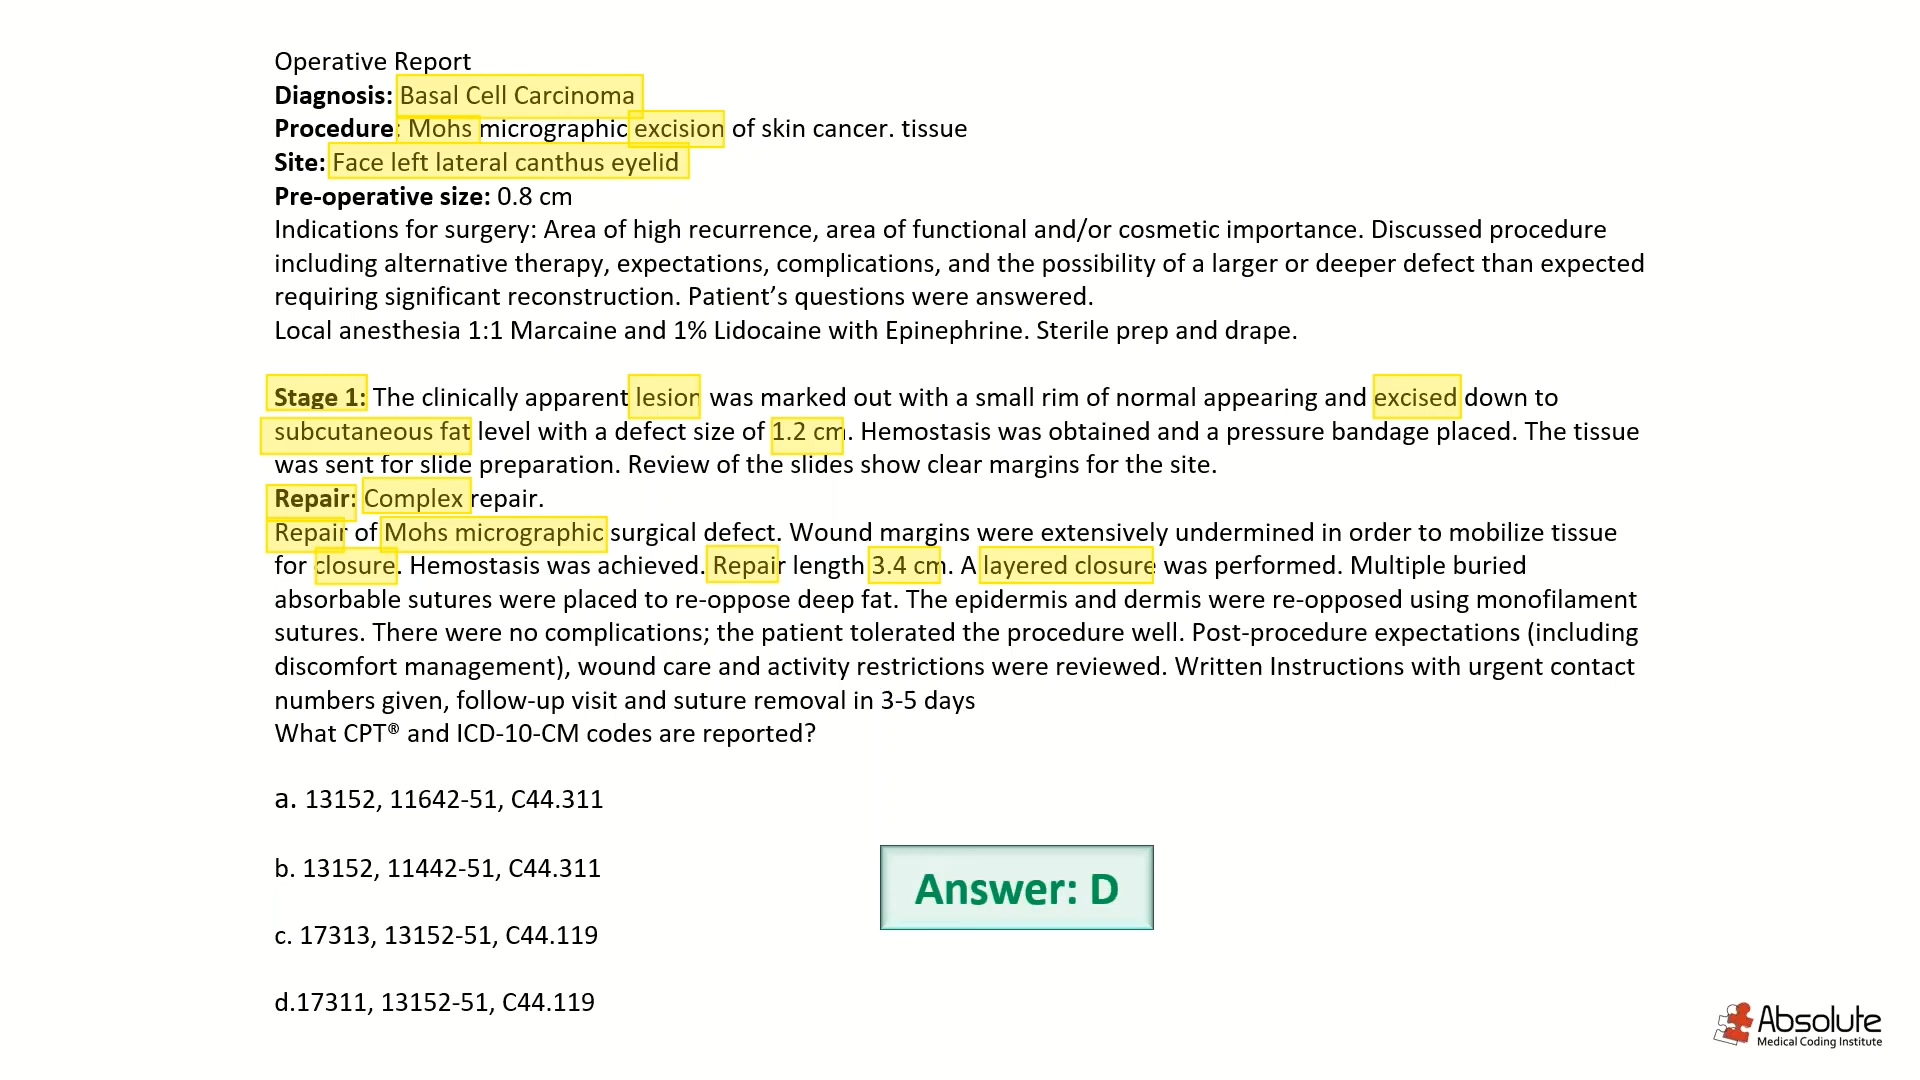 Operative Report
Diagnosis: Basal Cell Carcinoma
Procedure: Mohs micrographic excision of skin cancer. tissue
Site: Face left lateral canthus eyelid
Pre-operative size: 0.8 cm
Indications for surgery: Area of high recurrence, area of functional and/or cosmetic importance. Discussed procedure
including alternative therapy, expectations, complications, and the possibility of a larger or deeper defect than expected
requiring significant reconstruction. Patient’s questions were answered.
Local anesthesia 1:1 Marcaine and 1% Lidocaine with Epinephrine. Sterile prep and drape.
Stage 1: The clinically apparent lesion was marked out with a small rim of normal appearing and excised down to
subcutaneous fat level with a defect size of 1.2 cm. Hemostasis was obtained and a pressure bandage placed. The tissue
was sent for slide preparation. Review of the slides show clear margins for the site.
Repair: Complex repair.
Repair of Mohs micrographic surgical defect. Wound margins were extensively undermined in order to mobilize tissue
for closure. Hemostasis was achieved. Repair length 3.4 cm. A layered closure was performed. Multiple buried
absorbable sutures were placed to re-oppose deep fat. The epidermis and dermis were re-opposed using monofilament
sutures. There were no complications; the patient tolerated the procedure well. Post-procedure expectations (including
discomfort management), wound care and activity restrictions were reviewed. Written Instructions with urgent contact
numbers given, follow-up visit and suture removal in 3-5 days
What CPT® and ICD-10-CM codes are reported?
a. 13152, 11642-51, C44.311
b. 13152, 11442-51, C44.311
c. 17313, 13152-51, C44.119
d.17311, 13152-51, C44.119
Answer: D
Absolute
Medical Coding Institute